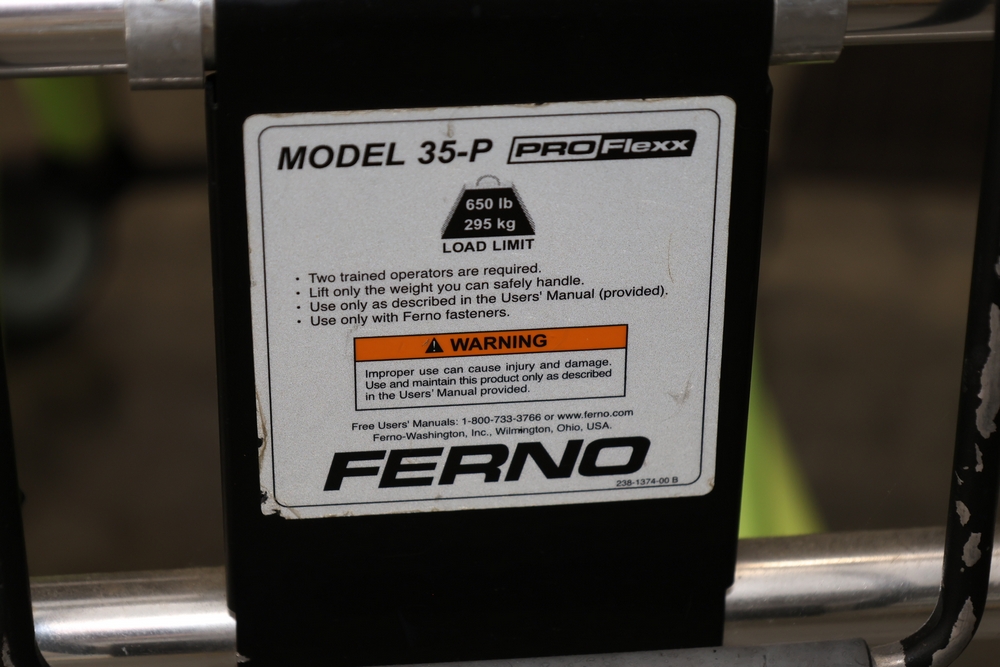 MODEL 35-P PROFlexx
650 lb
295 kg
LOAD LIMIT
• Two trained operators are required.
• Lift only the weight you can safely handle.
• Use only as described in the Users' Manual (provided).
• Use only with Ferno fasteners.
WARNING
Improper use can cause injury and damage.
Use and maintain this product only as described
in the Users' Manual provided.
Free Users' Manuals: 1-800-733-3766 or www.ferno.com
Ferno-Washington, Inc., Wilmington, Ohio, USA.
FERNO
238-1374-00 B